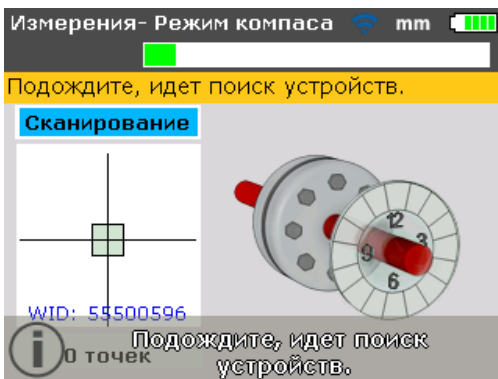 Измерения- Режим компаса mm
Подождите, идет поиск устройств.
Сканирование
12
3
9
6
WID: 55500596
0 точек
Подождите, идет поиск
устройств.